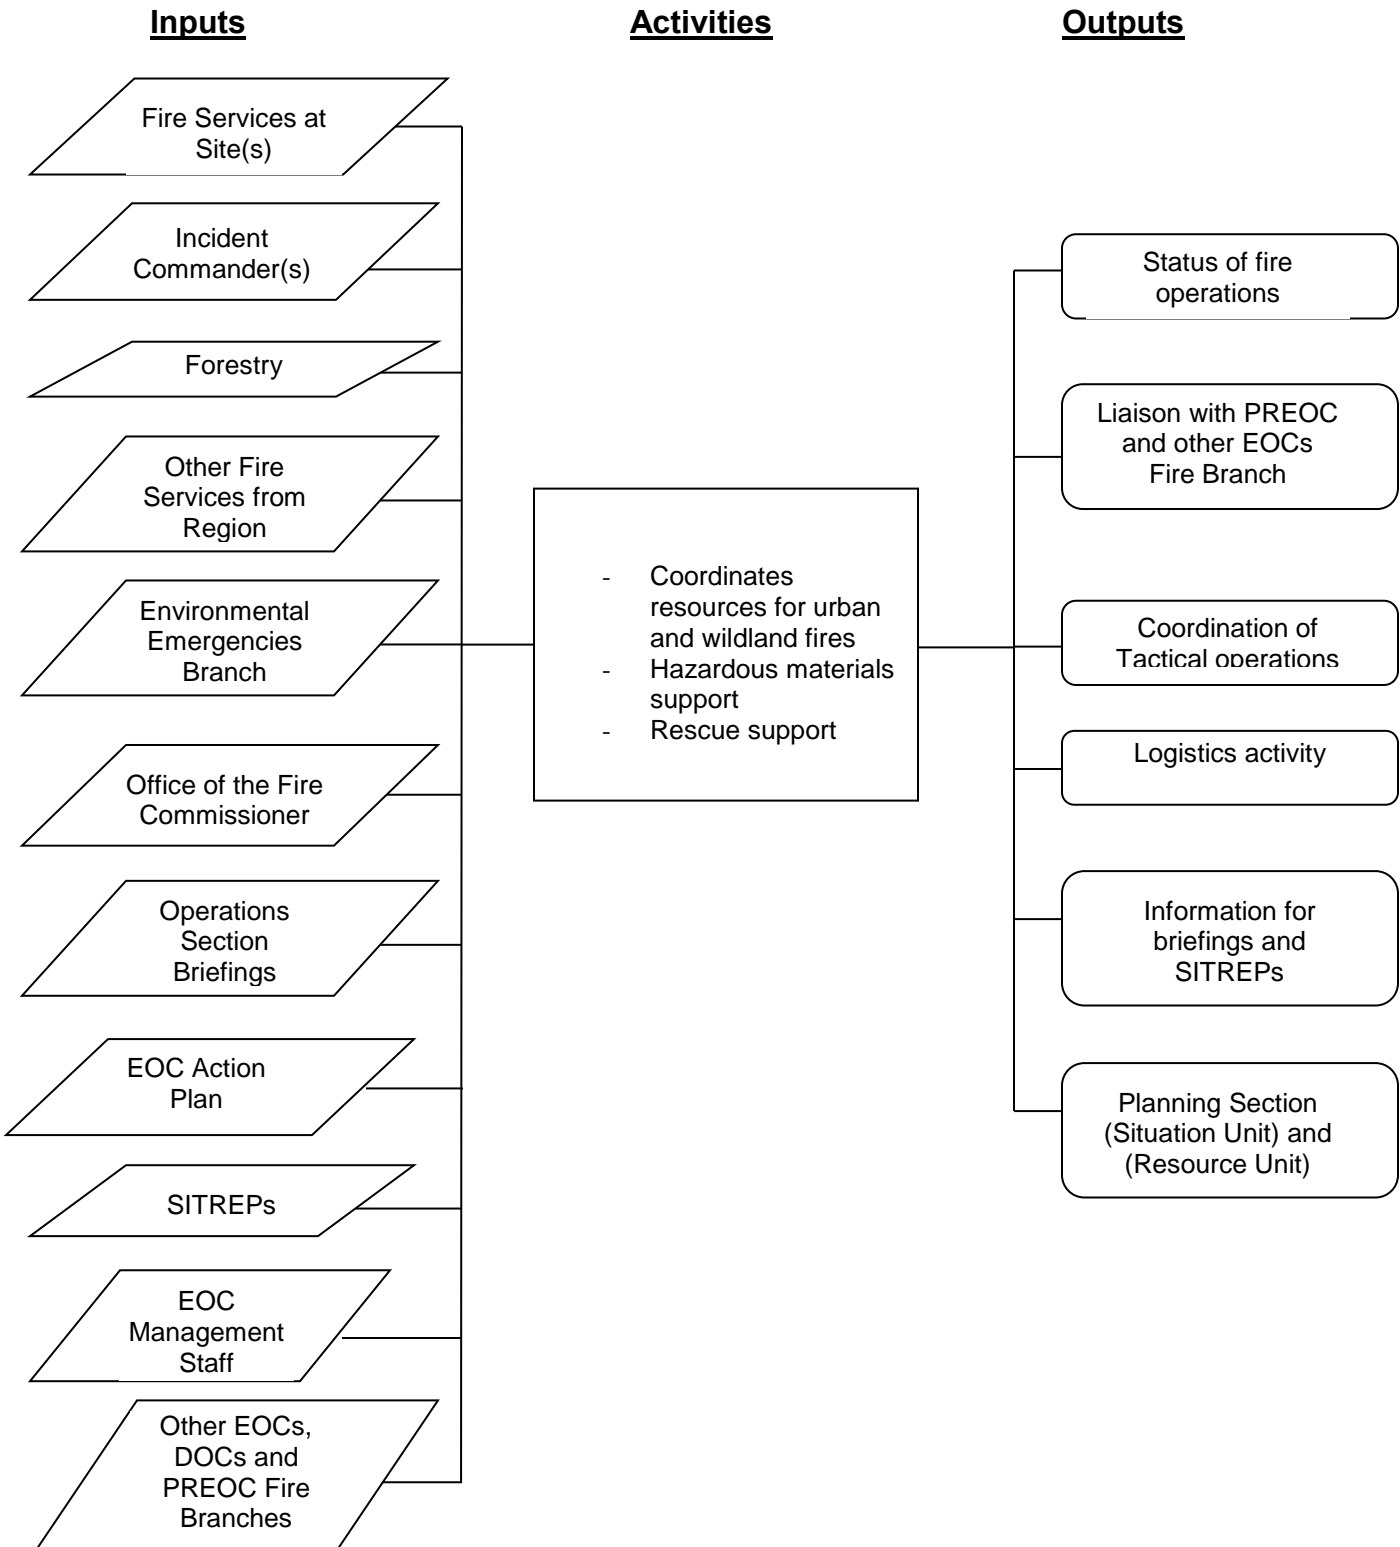 Inputs
Activities
Outputs
Fire Services at
Site(s)
Incident
Commander(s)
Forestry
Other Fire
Services from
Region
Environmental
Emergencies
Branch
Office of the Fire
Commissioner
Operations
Section
Briefings
EOC Action
Plan
SITREPs
EOC
Management
Staff
Other EOCs,
DOCs and
PREOC Fire
Branches
- Coordinates
resources for urban
and wildland fires
- Hazardous materials
support
- Rescue support
Status of fire
operations
Liaison with PREOC
and other EOCs
Fire Branch
Coordination of
Tactical operations
Logistics activity
Information for
briefings and
SITREPs
Planning Section
(Situation Unit) and
(Resource Unit)